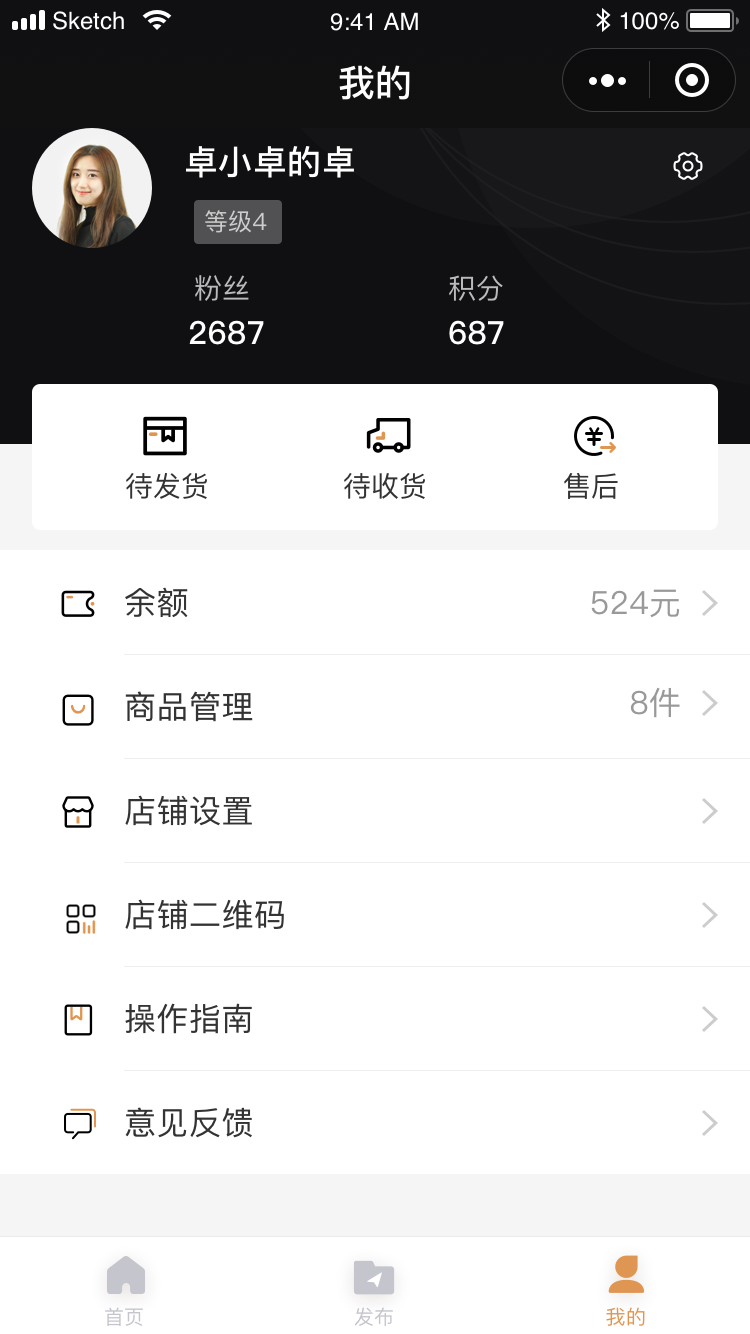 Sketch 9:41 AM 100%
我的
卓小卓的卓
等级4
粉丝 积分
2687 687
待发货 待收货 售后
余额 524元
商品管理 8件
店铺设置
店铺二维码
操作指南
意见反馈
首页 发布 我的